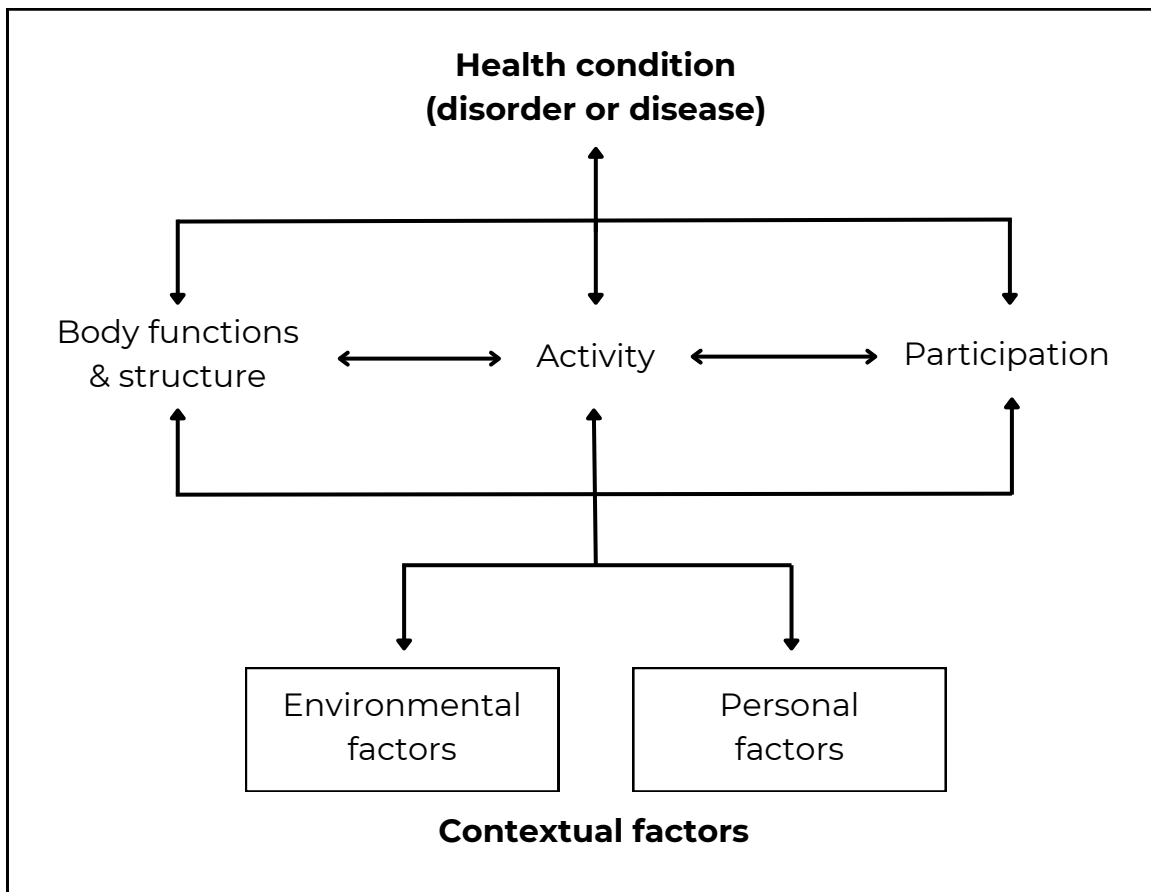 Health condition
(disorder or disease)
Body functions
& structure
Activity
Participation
Environmental
factors
Personal
factors
Contextual factors